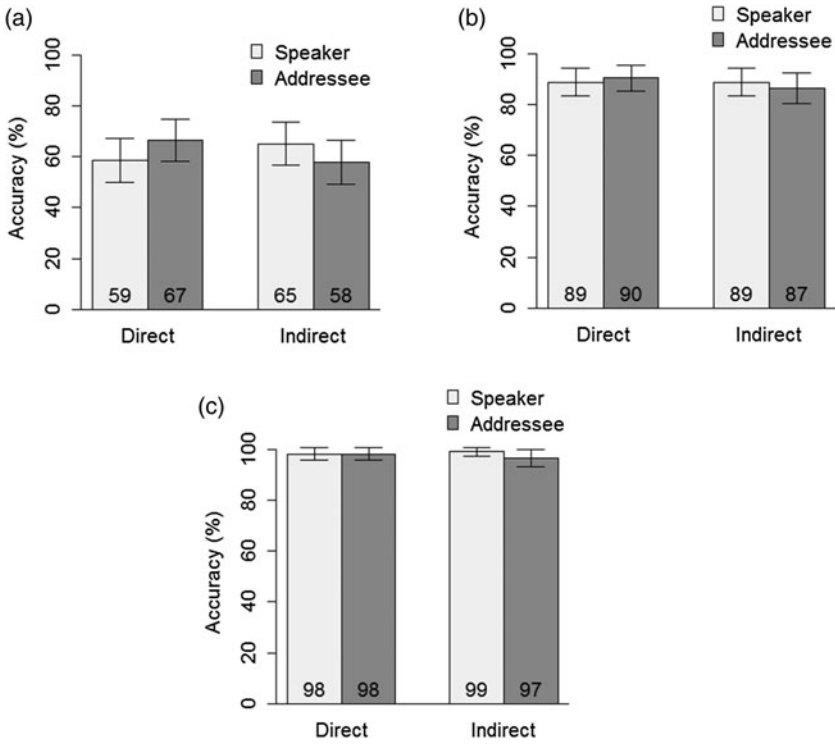 (a)
Speaker
Addressee
Accuracy (%)
0 20 40 60 80 100
59 67 65 58
Direct Indirect
(b)
Speaker
Addressee
Accuracy (%)
0 20 40 60 80 100
89 90 89 87
Direct Indirect
(c)
Speaker
Addressee
Accuracy (%)
0 20 40 60 80 100
98 98 99 97
Direct Indirect